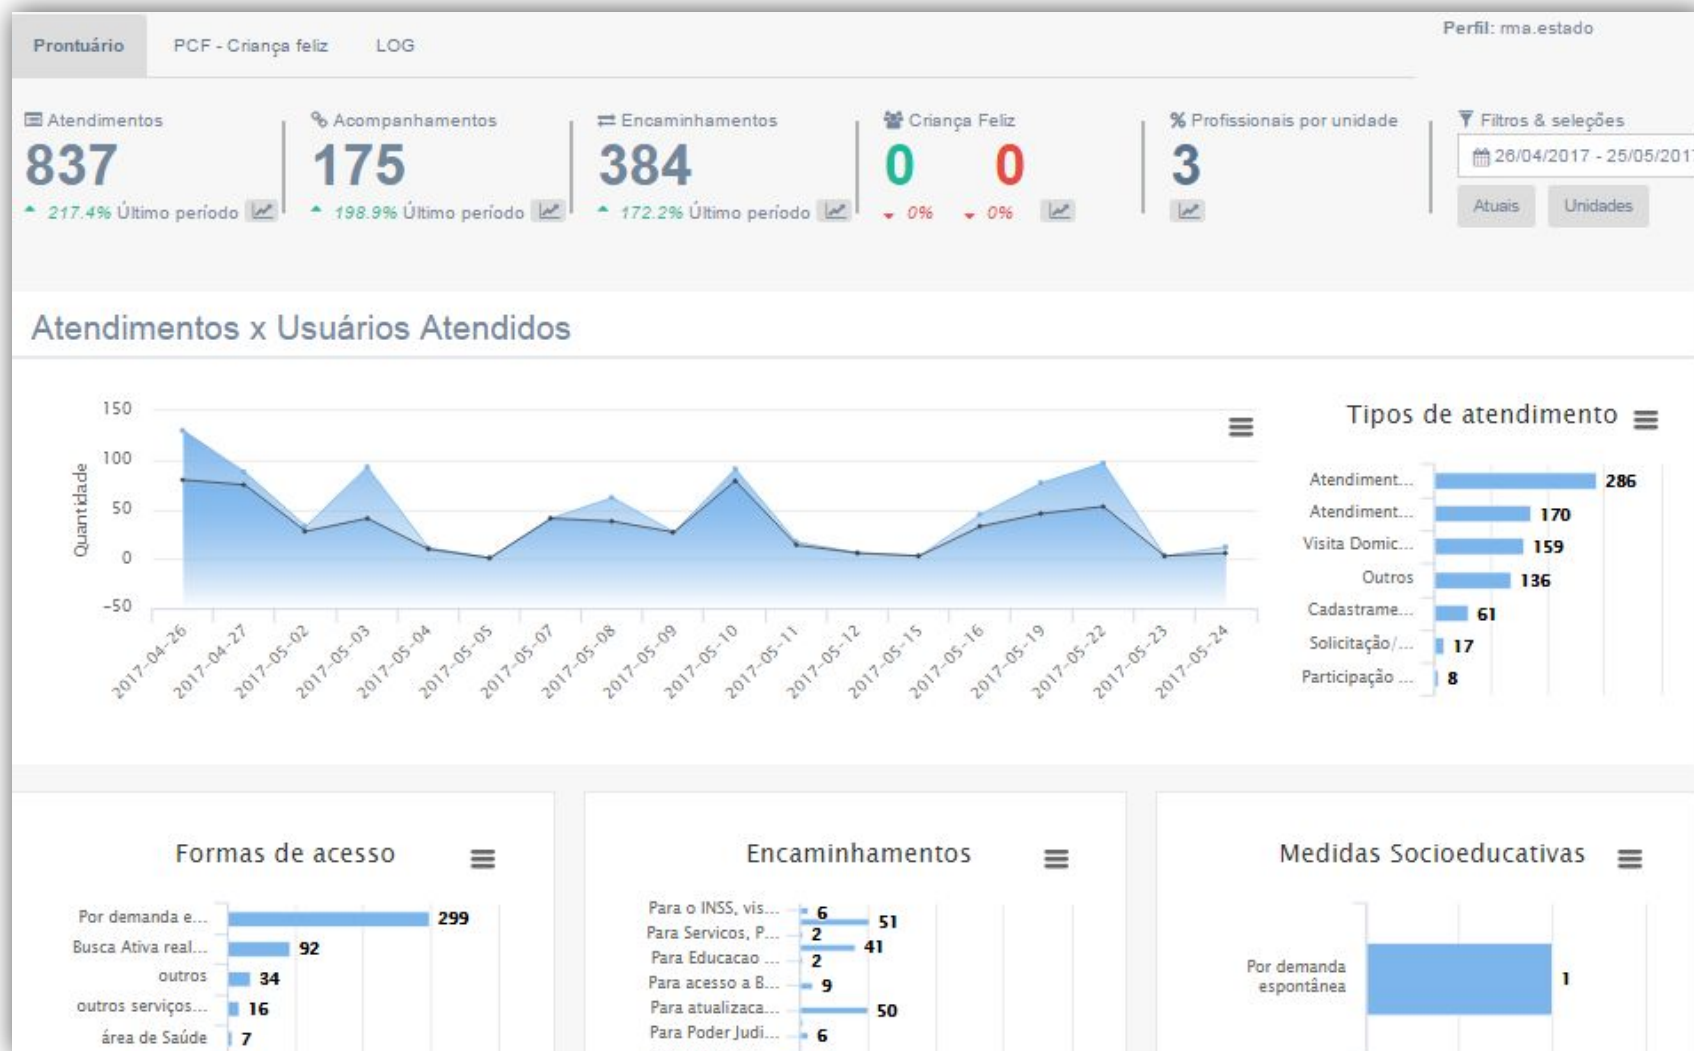 Prontuário PCF - Criança feliz LOG
Perfil: rma.estado
Atendimentos
837
217.4% Último período
Acompanhamentos
175
198.9% Último período
Encaminhamentos
384
172.2% Último período
Criança Feliz
0 0
0% 0%
% Profissionais por unidade
3
Filtros & seleções
26/04/2017 - 25/05/2017
Atuais Unidades
Atendimentos x Usuários Atendidos
Quantidade
150
100
50
0
-50
2017-04-26
2017-04-27
2017-05-02
2017-05-03
2017-05-04
2017-05-05
2017-05-07
2017-05-08
2017-05-09
2017-05-10
2017-05-11
2017-05-12
2017-05-15
2017-05-16
2017-05-19
2017-05-22
2017-05-23
2017-05-24
Tipos de atendimento
Atendiment... 286
Atendiment... 170
Visita Domic... 159
Outros 136
Cadastrame... 61
Solicitação/... 17
Participação ... 8
Formas de acesso
Por demanda e... 299
Busca Ativa real... 92
outros 34
outros serviços... 16
área de Saúde 7
Encaminhamentos
Para o INSS, vis... 6
51
Para Servicos, P... 2
41
Para Educacao ... 2
Para acesso a B... 9
Para atualizaca... 50
Para Poder Judi... 6
Medidas Socioeducativas
Por demanda
espontânea
1